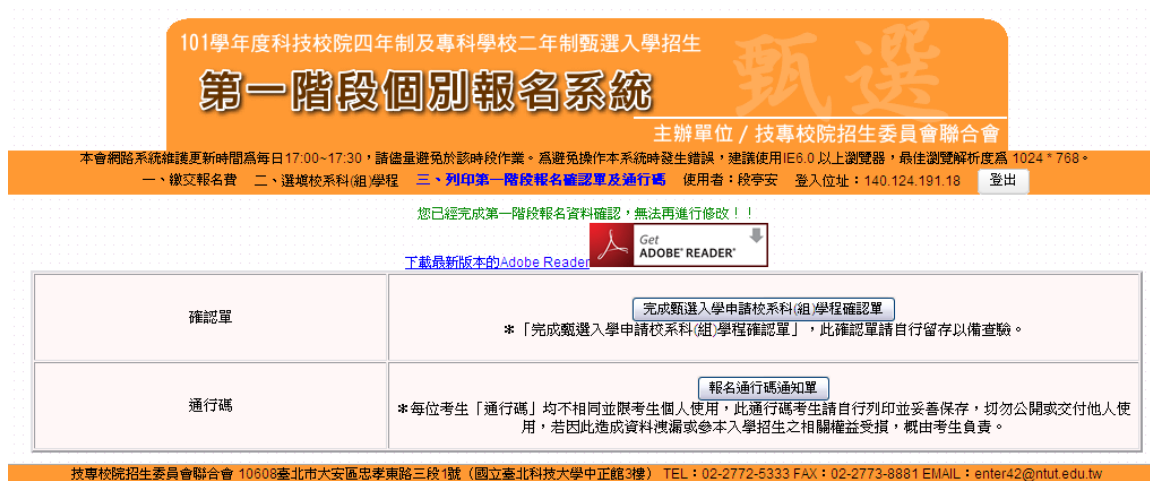 101學年度科技校院四年制及專科學校二年制甄選入學招生
甄選
第一階段個別報名系統
主辦單位 / 技專校院招生委員會聯合會
本會網路系統維護更新時間為每日17:00~17:30，請儘量避免於該時段作業。為避免操作本系統時發生錯誤，建議使用IE6.0 以上瀏覽器，最佳瀏覽解析度為 1024 * 768。
一、繳交報名費 二、選填校系科(組)學程 三、列印第一階段報名確認單及通行碼 使用者：段亭安 登入位址：140.124.191.18 登出
您已經完成第一階段報名資料確認，無法再進行修改！！
Get
ADOBE® READER®
下載最新版本的Adobe Reader
確認單
完成甄選入學申請校系科(組)學程確認單
＊「完成甄選入學申請校系科(組)學程確認單」，此確認單請自行留存以備查驗。
通行碼
報名通行碼通知單
＊每位考生「通行碼」均不相同並限考生個人使用，此通行碼考生請自行列印並妥善保存，切勿公開或交付他人使
用，若因此造成資料洩漏或參本入學招生之相關權益受損，概由考生負責。
技專校院招生委員會聯合會 10608臺北市大安區忠孝東路三段1號（國立臺北科技大學中正館3樓） TEL：02-2772-5333 FAX：02-2773-8881 EMAIL：enter42@ntut.edu.tw